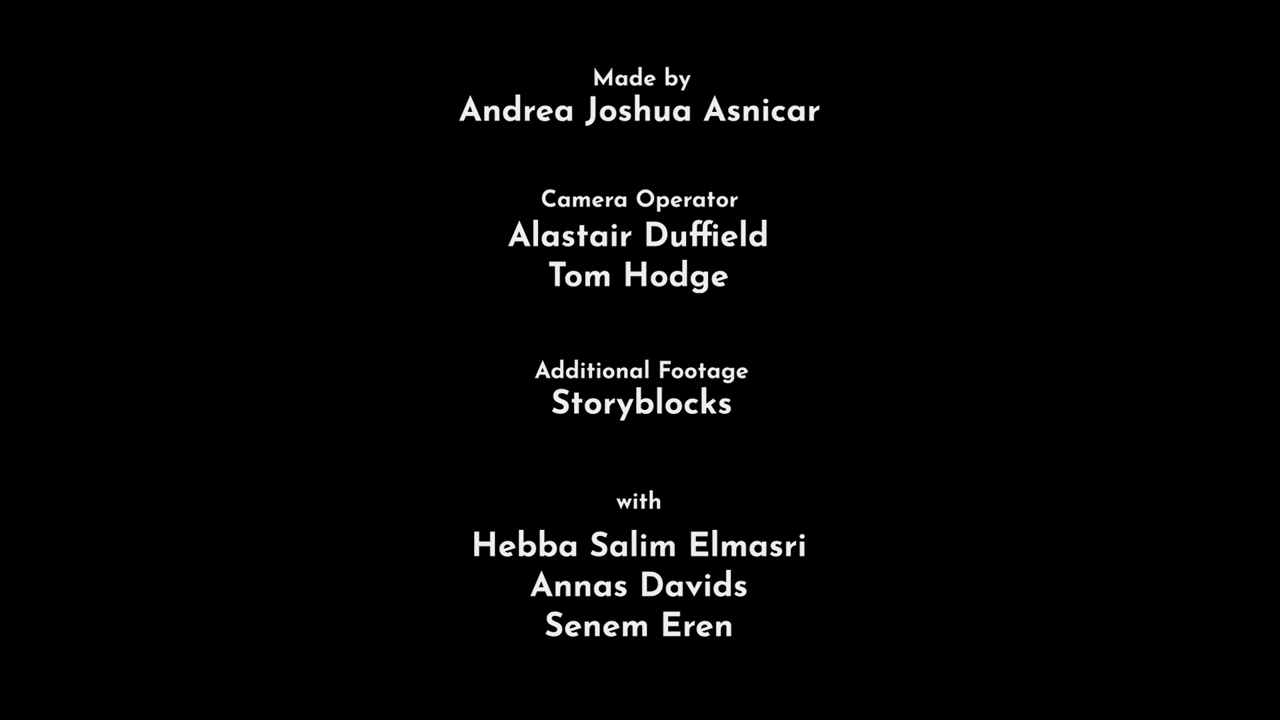 Made by
Andrea Joshua Asnicar
Camera Operator
Alastair Duffield
Tom Hodge
Additional Footage
Storyblocks
with
Hebba Salim Elmasri
Annas Davids
Senem Eren